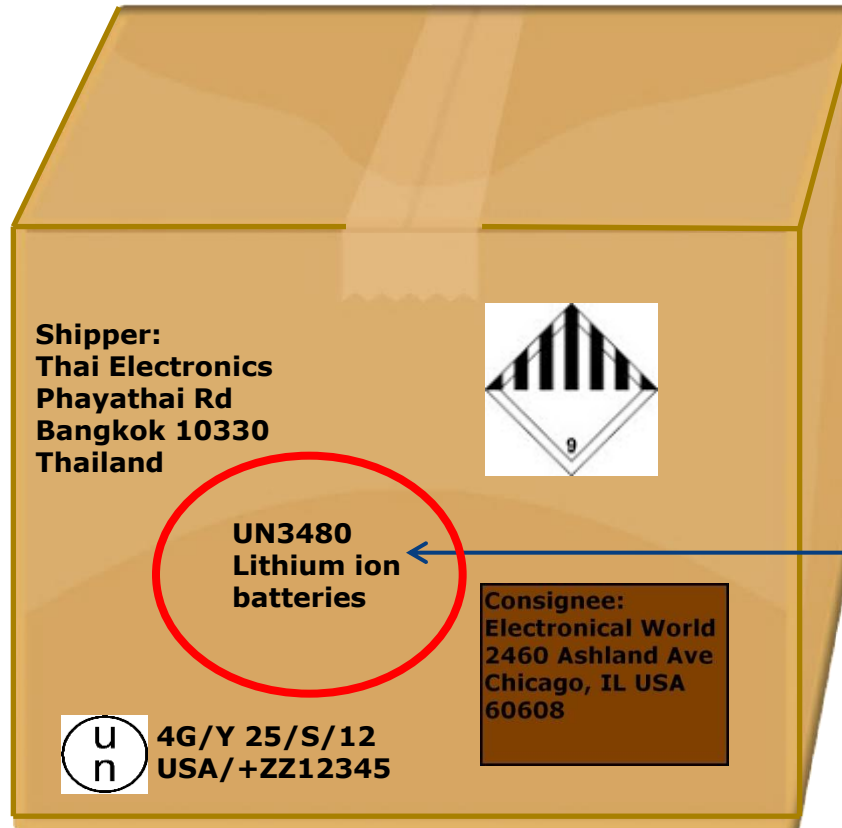 Shipper:
Thai Electronics
Phayathai Rd
Bangkok 10330
Thailand
9
UN3480
Lithium ion
batteries
Consignee:
Electronical World
2460 Ashland Ave
Chicago, IL USA
60608
u
n
4G/Y 25/S/12
USA/+ZZ12345